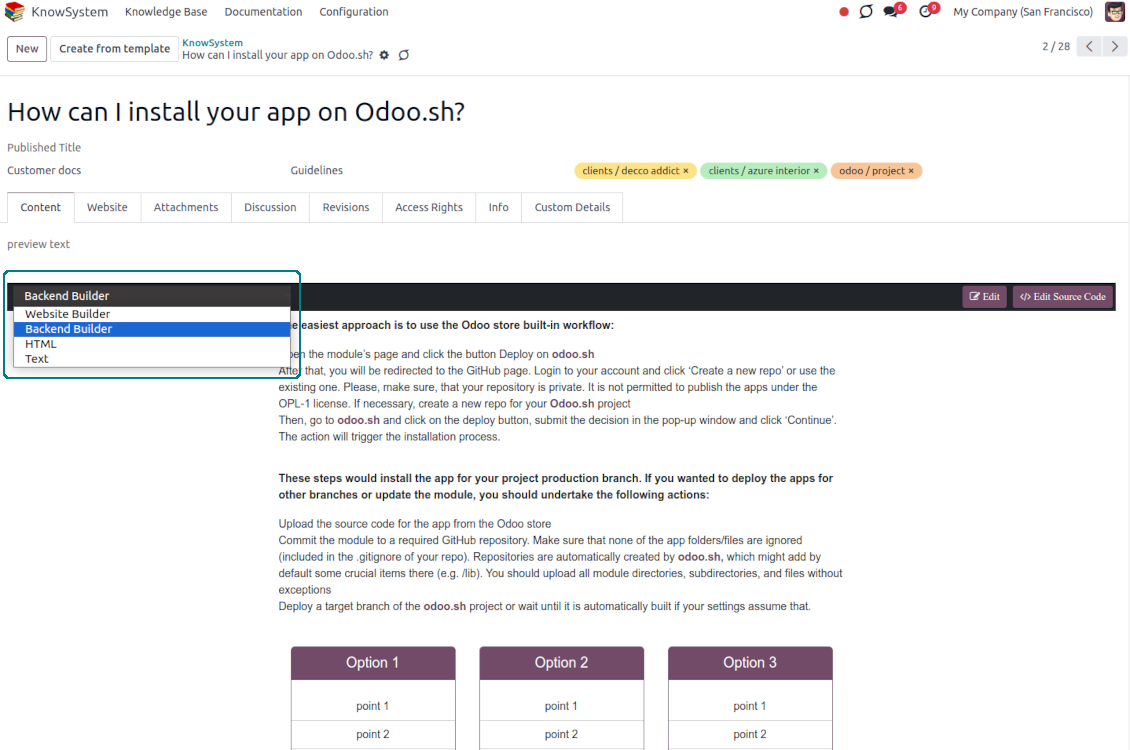 KnowSystem Knowledge Base Documentation Configuration 6 9 My Company (San Francisco)
New Create from template KnowSystem
How can I install your app on Odoo.sh? 2 / 28
How can I install your app on Odoo.sh?
Published Title
Customer docs Guidelines clients / decco addict × clients / azure interior × odoo / project ×
Content Website Attachments Discussion Revisions Access Rights Info Custom Details
preview text
Backend Builder Edit </> Edit Source Code
Website Builder
Backend Builder
HTML
Text
easiest approach is to use the Odoo store built-in workflow:
the module's page and click the button Deploy on odoo.sh
After that, you will be redirected to the GitHub page. Login to your account and click ‘Create a new repo’ or use the
existing one. Please, make sure, that your repository is private. It is not permitted to publish the apps under the
OPL-1 license. If necessary, create a new repo for your Odoo.sh project
Then, go to odoo.sh and click on the deploy button, submit the decision in the pop-up window and click ‘Continue’.
The action will trigger the installation process.
These steps would install the app for your project production branch. If you wanted to deploy the apps for
other branches or update the module, you should undertake the following actions:
Upload the source code for the app from the Odoo store
Commit the module to a required GitHub repository. Make sure that none of the app folders/files are ignored
(included in the .gitignore of your repo). Repositories are automatically created by odoo.sh, which might add by
default some crucial items there (e.g. /lib). You should upload all module directories, subdirectories, and files without
exceptions
Deploy a target branch of the odoo.sh project or wait until it is automatically built if your settings assume that.
Option 1 Option 2 Option 3
point 1 point 1 point 1
point 2 point 2 point 2